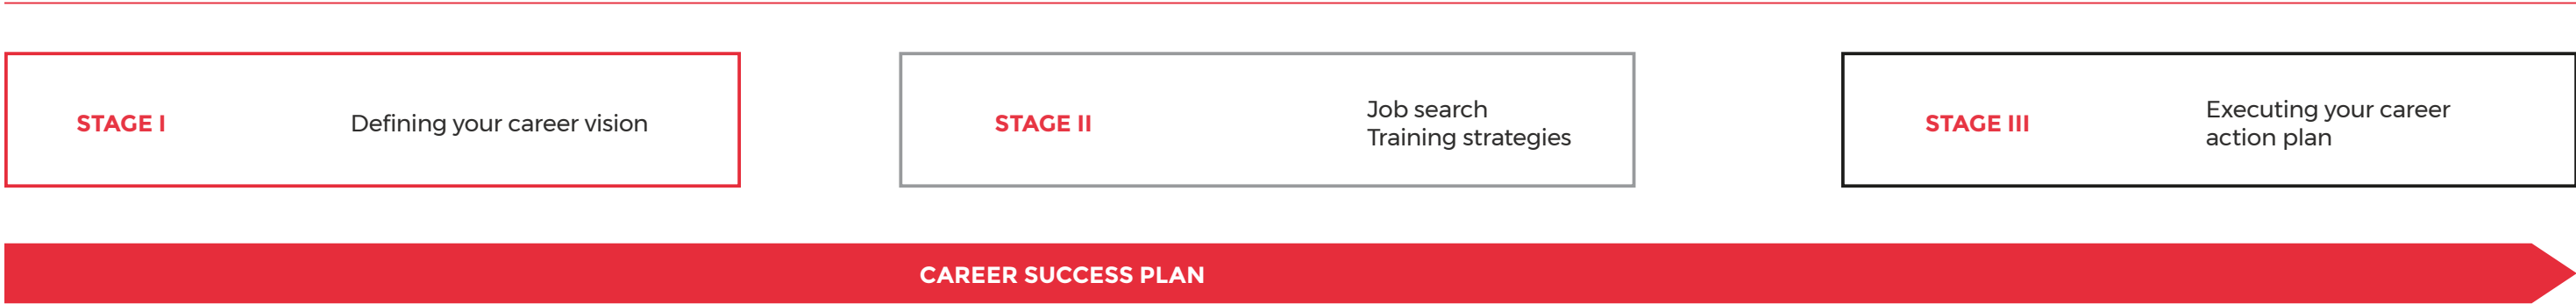 STAGE I
Defining your career vision
STAGE II
Job search
Training strategies
STAGE III
Executing your career
action plan
CAREER SUCCESS PLAN